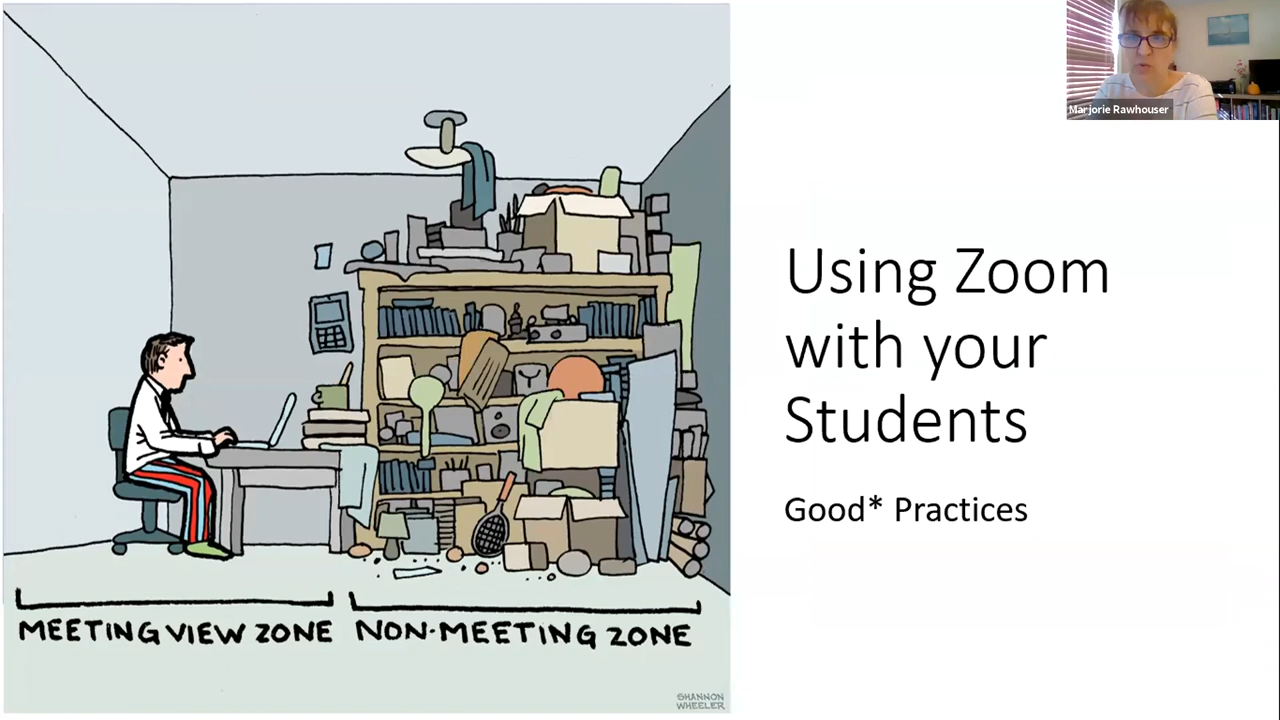 Marjorie Rawhouser
Using Zoom
with your
Students
Good* Practices
MEETING VIEW ZONE
NON-MEETING ZONE
SHANNON
WHEELER